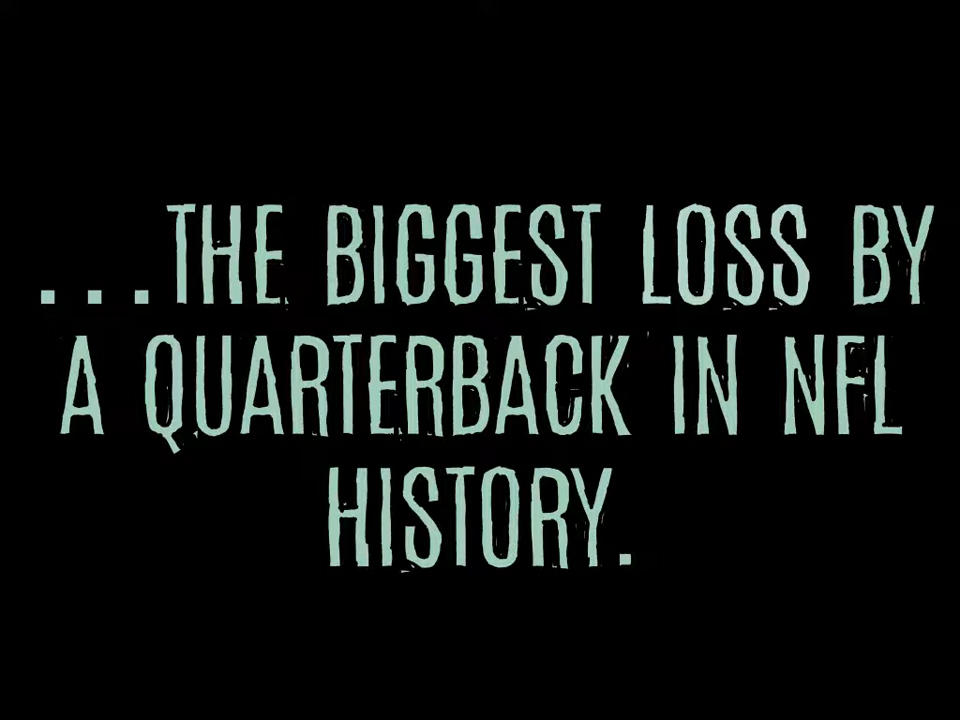 ...THE BIGGEST LOSS BY
A QUARTERBACK IN NFL
HISTORY.